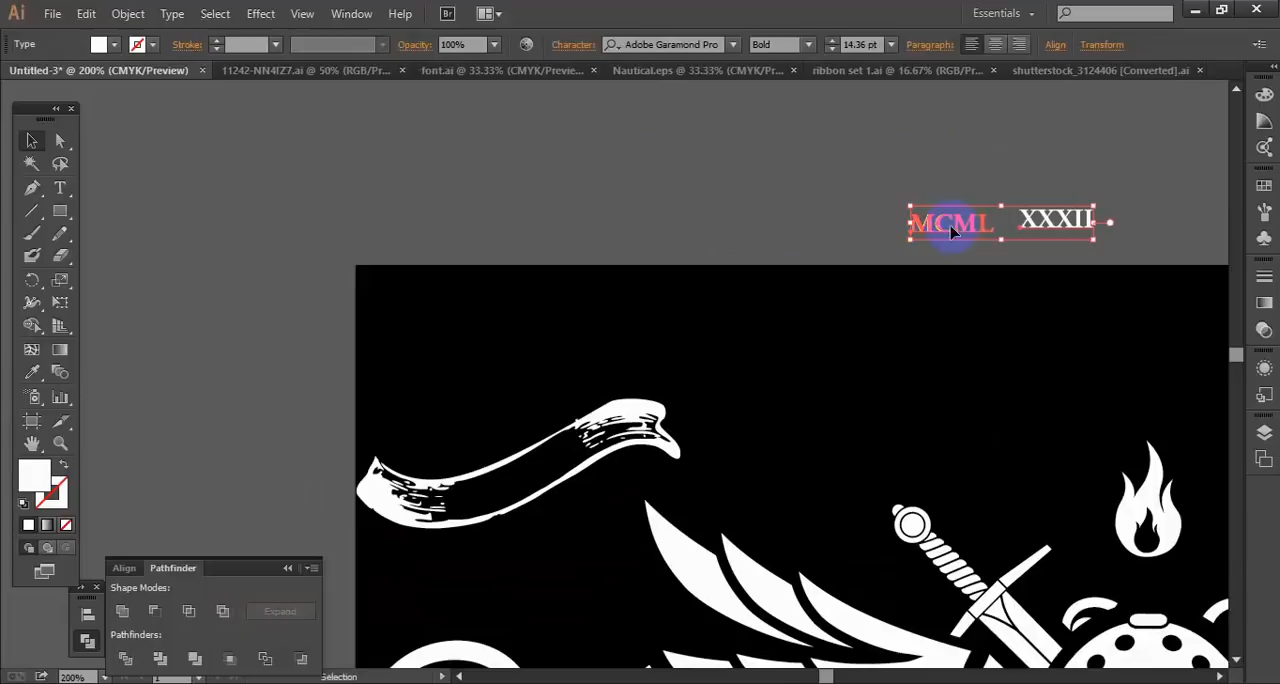 Ai File Edit Object Type Select Effect View Window Help Br Essentials
Type Stroke: Opacity: 100% Character: Adobe Garamond Pro Bold 14.36 pt Paragraph: Align Transform
Untitled-3* @ 200% (CMYK/Preview) × 11242-NN4IZ7.ai @ 50% (RGB/Pr... × font.ai @ 33.33% (CMYK/Previe... × Nautical.eps @ 33.33% (CMYK/Pr... × ribbon set 1.ai @ 16.67% (RGB/Pr... × shutterstock_3124406 [Converted].ai ×
MCML XXXII
Align Pathfinder
Shape Modes:
Expand
Pathfinders:
200% 1 Selection